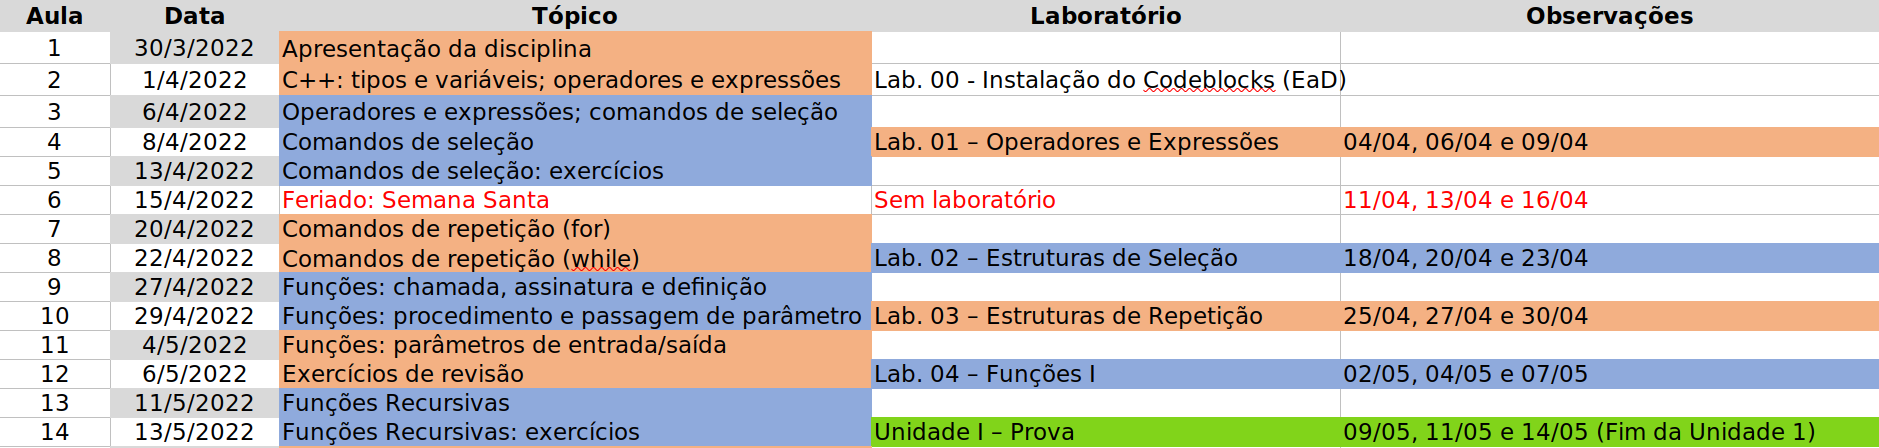 Aula Data Tópico Laboratório Observações
1 30/3/2022 Apresentação da disciplina
2 1/4/2022 C++: tipos e variáveis; operadores e expressões Lab. 00 - Instalação do Codeblocks (EaD)
3 6/4/2022 Operadores e expressões; comandos de seleção
4 8/4/2022 Comandos de seleção Lab. 01 – Operadores e Expressões 04/04, 06/04 e 09/04
5 13/4/2022 Comandos de seleção: exercícios
6 15/4/2022 Feriado: Semana Santa Sem laboratório 11/04, 13/04 e 16/04
7 20/4/2022 Comandos de repetição (for)
8 22/4/2022 Comandos de repetição (while) Lab. 02 – Estruturas de Seleção 18/04, 20/04 e 23/04
9 27/4/2022 Funções: chamada, assinatura e definição
10 29/4/2022 Funções: procedimento e passagem de parâmetro Lab. 03 – Estruturas de Repetição 25/04, 27/04 e 30/04
11 4/5/2022 Funções: parâmetros de entrada/saída
12 6/5/2022 Exercícios de revisão Lab. 04 – Funções I 02/05, 04/05 e 07/05
13 11/5/2022 Funções Recursivas
14 13/5/2022 Funções Recursivas: exercícios Unidade I – Prova 09/05, 11/05 e 14/05 (Fim da Unidade 1)